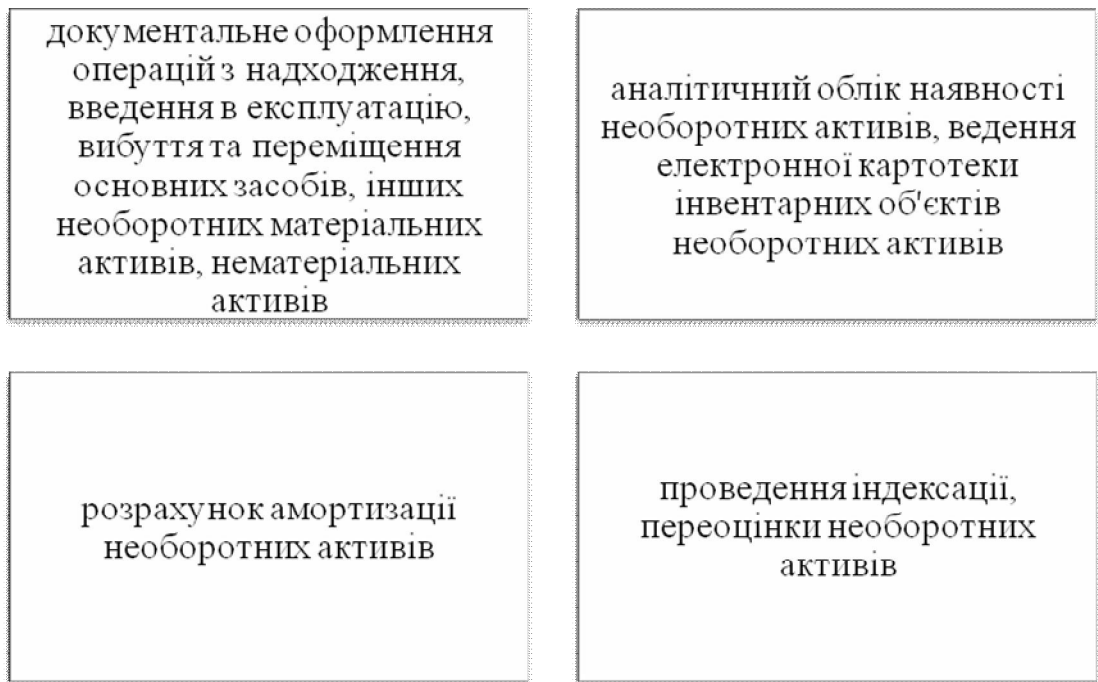 документальне оформлення
операцій з надходження,
введення в експлуатацію,
вибуття та переміщення
основних засобів, інших
необоротних матеріальних
активів, нематеріальних
активів
аналітичний облік наявності
необоротних активів, ведення
електронної картотеки
інвентарних об'єктів
необоротних активів
розрахунок амортизації
необоротних активів
проведення індексації,
переоцінки необоротних
активів